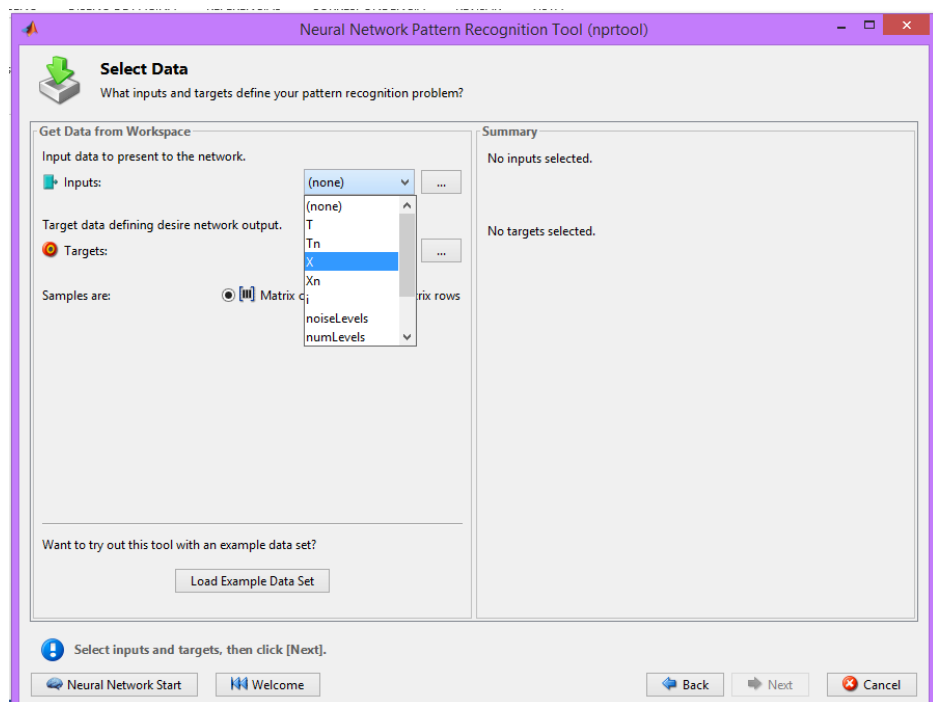 Neural Network Pattern Recognition Tool (nprtool)
Select Data
What inputs and targets define your pattern recognition problem?
Get Data from Workspace
Input data to present to the network.
Inputs:
(none)
...
(none)
T
Tn
X
Xn
i
noiseLevels
numLevels
Target data defining desire network output.
Targets:
...
Samples are:
[III] Matrix
trix rows
Want to try out this tool with an example data set?
Load Example Data Set
Summary
No inputs selected.
No targets selected.
Select inputs and targets, then click [Next].
Neural Network Start
Welcome
Back
Next
Cancel